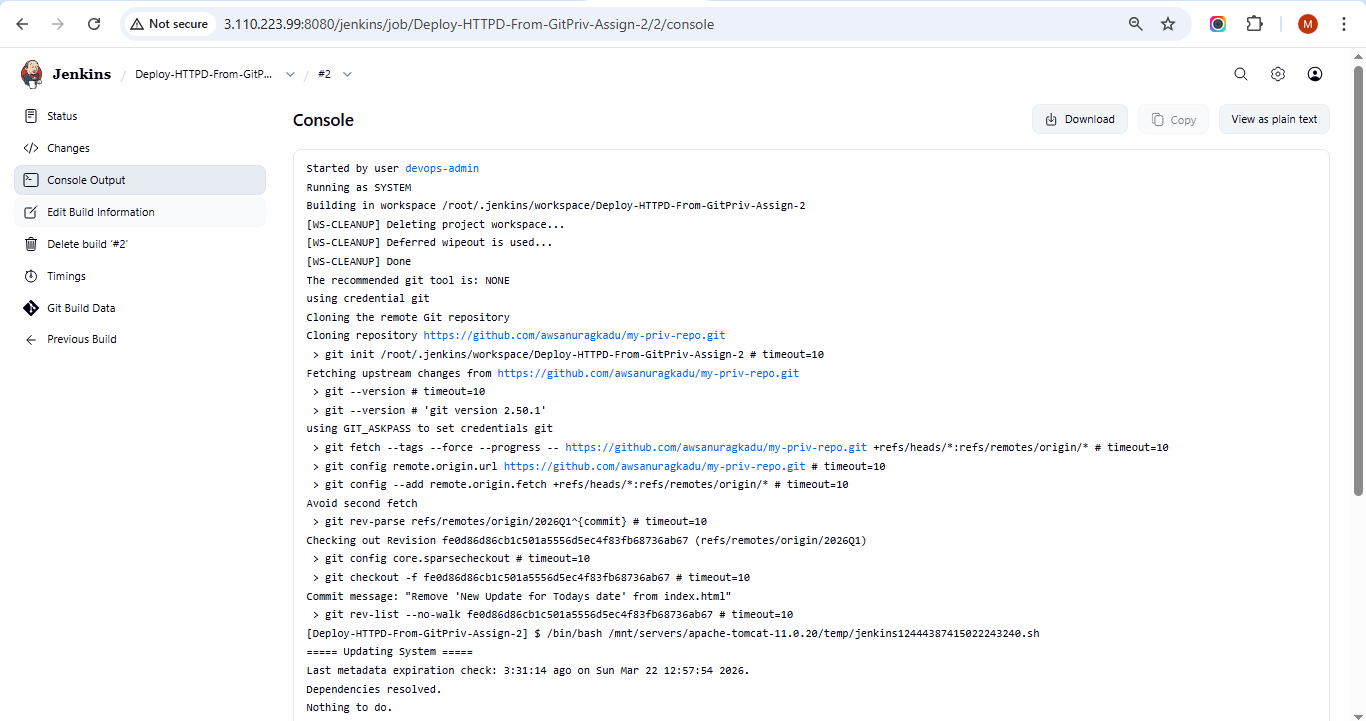 Not secure 3.110.223.99:8080/jenkins/job/Deploy-HTTPD-From-GitPriv-Assign-2/2/console M
Jenkins / Deploy-HTTPD-From-GitP... / #2
Status
Changes
Console Output
Edit Build Information
Delete build ‘#2’
Timings
Git Build Data
Previous Build
Console
Download
Copy
View as plain text
Started by user devops-admin
Running as SYSTEM
Building in workspace /root/.jenkins/workspace/Deploy-HTTPD-From-GitPriv-Assign-2
[WS-CLEANUP] Deleting project workspace...
[WS-CLEANUP] Deferred wipeout is used...
[WS-CLEANUP] Done
The recommended git tool is: NONE
using credential git
Cloning the remote Git repository
Cloning repository https://github.com/awsanuragkadu/my-priv-repo.git
> git init /root/.jenkins/workspace/Deploy-HTTPD-From-GitPriv-Assign-2 # timeout=10
Fetching upstream changes from https://github.com/awsanuragkadu/my-priv-repo.git
> git --version # timeout=10
> git --version # 'git version 2.50.1'
using GIT_ASKPASS to set credentials git
> git fetch --tags --force --progress -- https://github.com/awsanuragkadu/my-priv-repo.git +refs/heads/*:refs/remotes/origin/* # timeout=10
> git config remote.origin.url https://github.com/awsanuragkadu/my-priv-repo.git # timeout=10
> git config --add remote.origin.fetch +refs/heads/*:refs/remotes/origin/* # timeout=10
Avoid second fetch
> git rev-parse refs/remotes/origin/2026Q1^{commit} # timeout=10
Checking out Revision fe0d86d86cb1c501a5556d5ec4f83fb68736ab67 (refs/remotes/origin/2026Q1)
> git config core.sparsecheckout # timeout=10
> git checkout -f fe0d86d86cb1c501a5556d5ec4f83fb68736ab67 # timeout=10
Commit message: "Remove 'New Update for Todays date' from index.html"
> git rev-list --no-walk fe0d86d86cb1c501a5556d5ec4f83fb68736ab67 # timeout=10
[Deploy-HTTPD-From-GitPriv-Assign-2] $ /bin/bash /mnt/servers/apache-tomcat-11.0.20/temp/jenkins12444387415022243240.sh
===== Updating System =====
Last metadata expiration check: 3:31:14 ago on Sun Mar 22 12:57:54 2026.
Dependencies resolved.
Nothing to do.